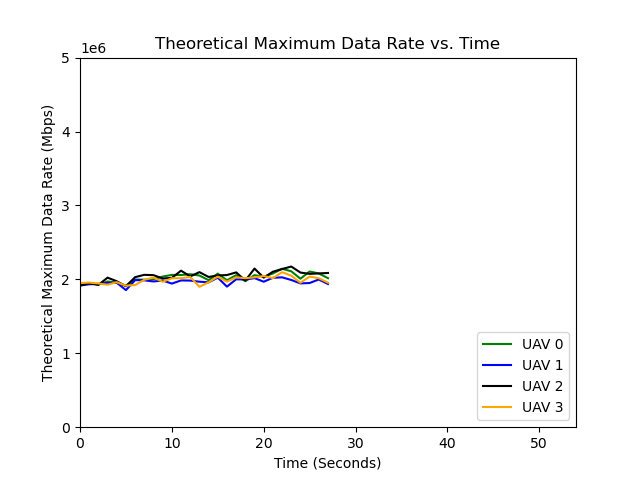 Theoretical Maximum Data Rate vs. Time
1e6
5
4
3
2
1
0
Theoretical Maximum Data Rate (Mbps)
0 10 20 30 40 50
Time (Seconds)
UAV 0
UAV 1
UAV 2
UAV 3